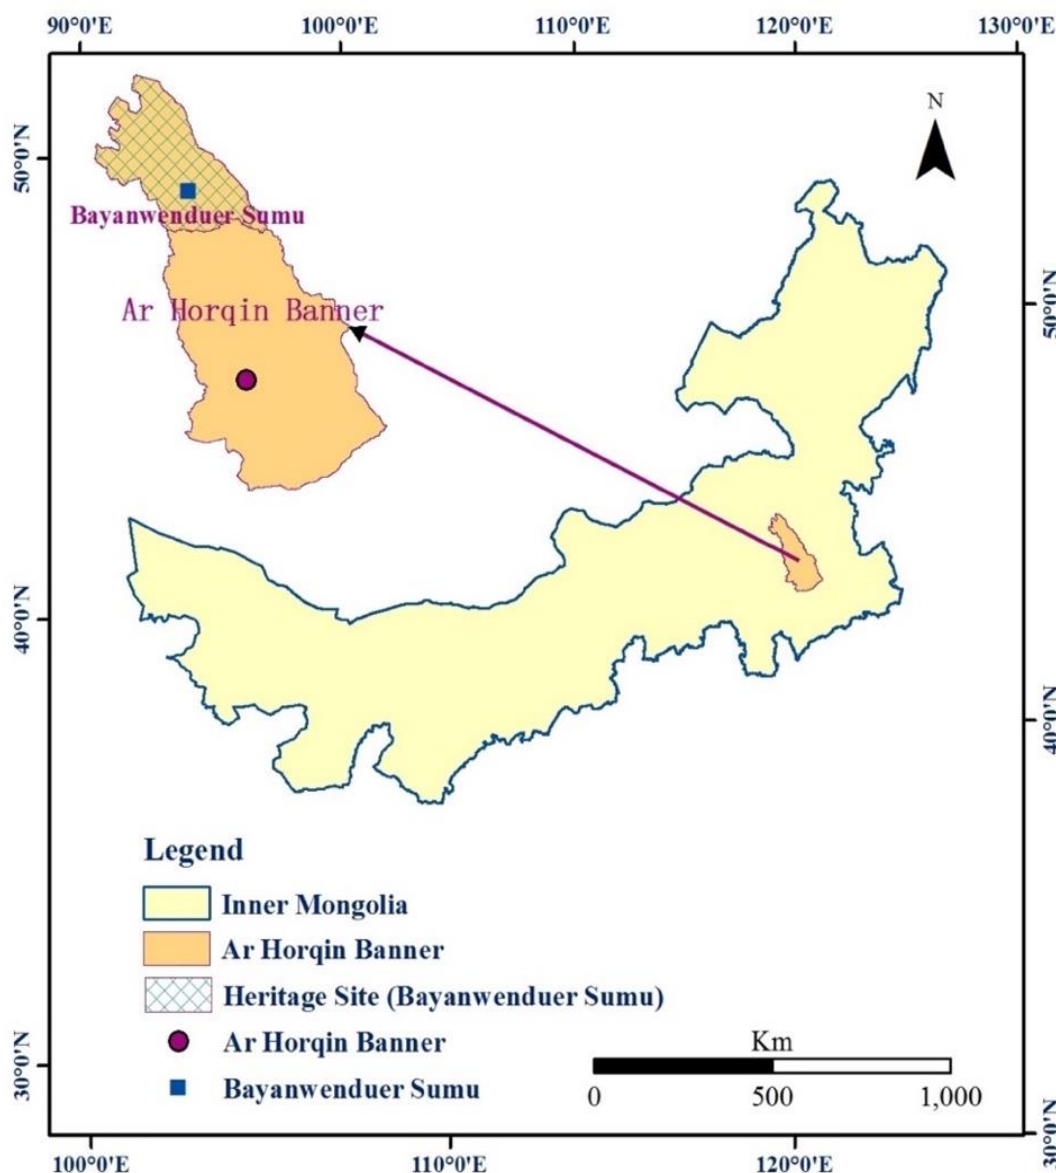 90°0'E 100°0'E 110°0'E 120°0'E 130°0'E
N
50°0'N
Bayanwenduer Sumu
50°0'N
Ar Horqin Banner
40°0'N
40°0'N
Legend
Inner Mongolia
Ar Horqin Banner
Heritage Site (Bayanwenduer Sumu)
Ar Horqin Banner
Bayanwenduer Sumu
Km
0 500 1,000
30°0'N
30°0'N
100°0'E 110°0'E 120°0'E